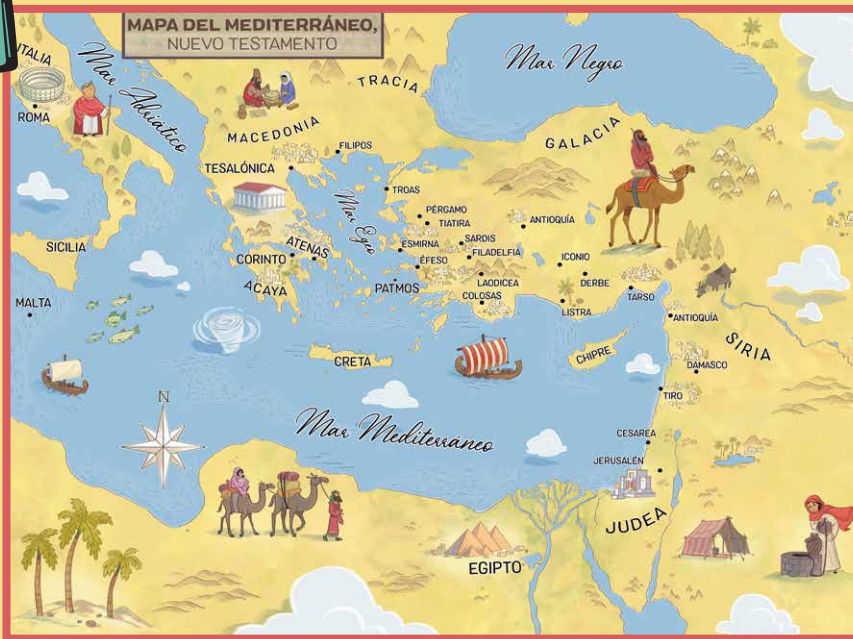 MAPA DEL MEDITERRÁNEO,
NUEVO TESTAMENTO
ITALIA
Mar Adriático
Mar Negro
TRACIA
ROMA
MACEDONIA
GALACIA
FILIPOS
TESALÓNICA
TROAS
Mar Egeo
PÉRGAMO
TIATIRA
ANTIOQUÍA
SICILIA
ATENAS
CORINTO
ESMIRNA
SARDIS
FILADELFIA
ÉFESO
ICONIO
ACAYA
PATMOS
LAODICEA
DERBE
COLOSAS
TARSO
MALTA
LISTRA
ANTIOQUÍA
SIRIA
CRETA
CHIPRE
DAMASCO
TIRO
N
Mar Mediterraneo
CESAREA
JERUSALÉN
JUDEA
EGIPTO